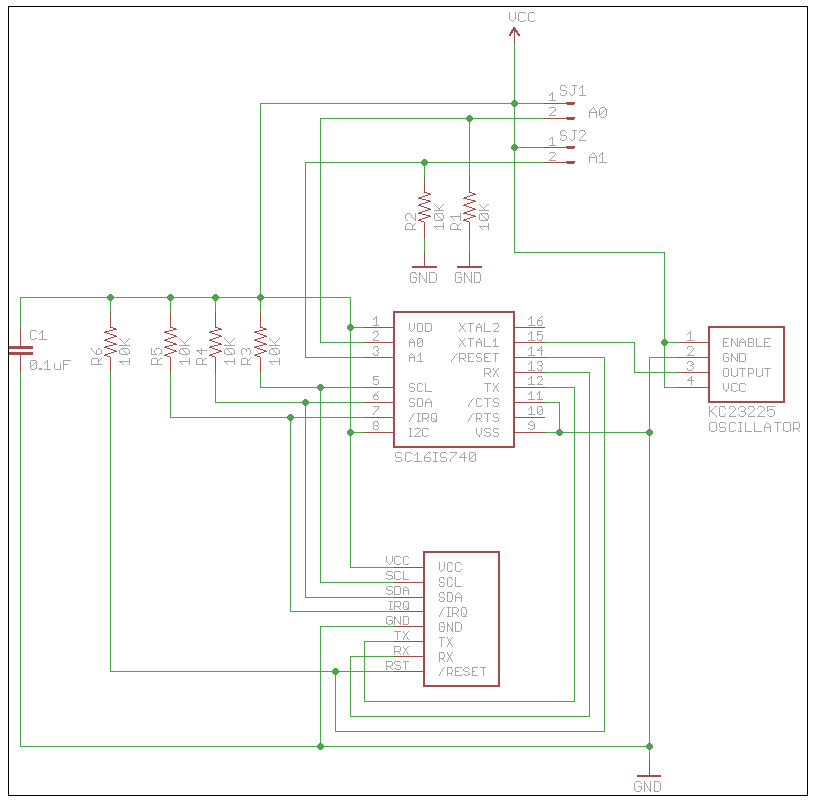 VCC
1 SJ1
2 A0
1 SJ2
2 A1
R2 10K R1 10K
GND GND
C1
0.1uF
R6 10K R5 10K R4 10K R3 10K
1 VDD XTAL2 16
2 A0 XTAL1 15
3 A1 /RESET 14
RX 13
5 SCL TX 12
6 SDA /CTS 11
7 /IRQ /RTS 10
8 I2C VSS 9
SC16IS740
1 ENABLE
2 GND
3 OUTPUT
4 VCC
KC23225
OSCILLATOR
VCC VCC
SCL SCL
SDA SDA
IRQ /IRQ
GND GND
TX TX
RX RX
RST /RESET
GND